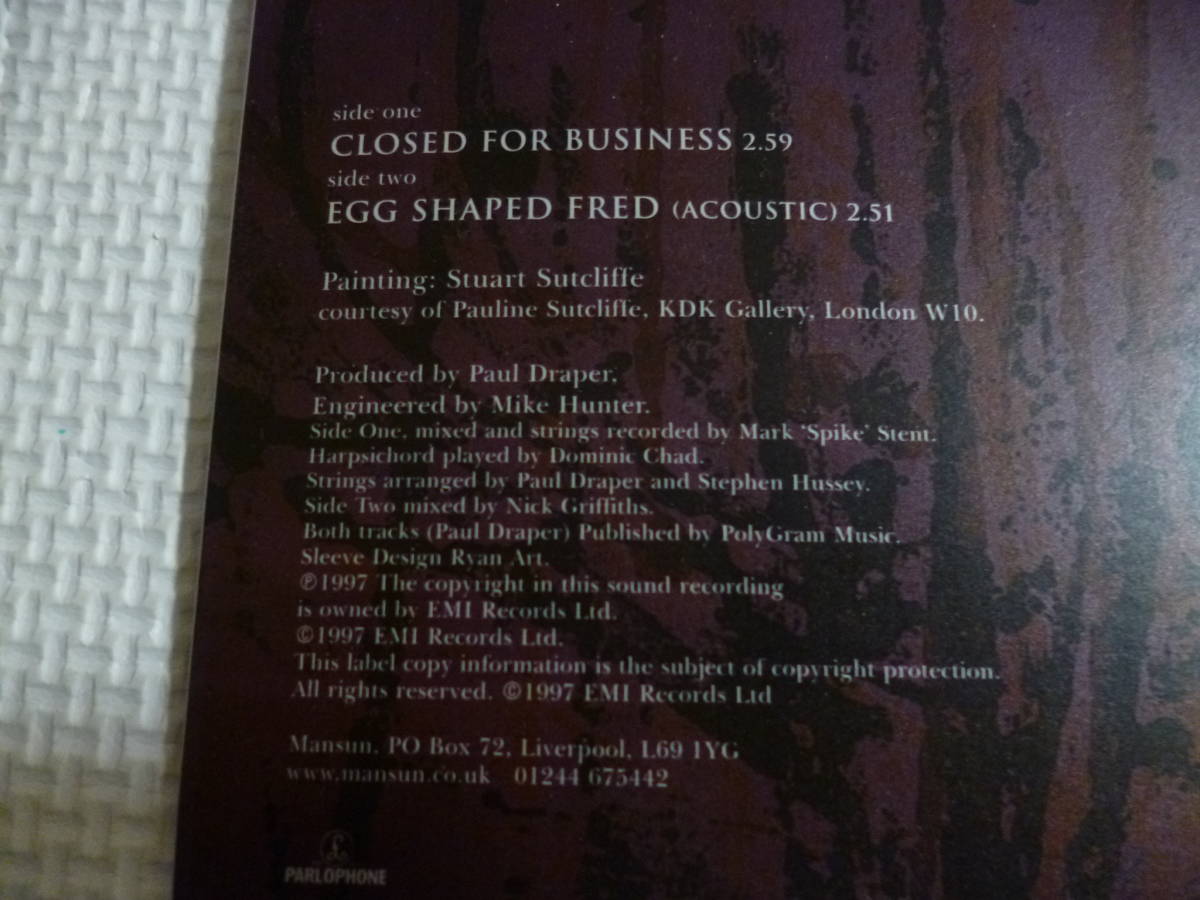 side one
CLOSED FOR BUSINESS 2.59
side two
EGG SHAPED FRED (ACOUSTIC) 2.51
Painting: Stuart Sutcliffe
courtesy of Pauline Sutcliffe, KDK Gallery, London W10.
Produced by Paul Draper.
Engineered by Mike Hunter.
Side One, mixed and strings recorded by Mark 'Spike' Stent.
Harpsichord played by Dominic Chad.
Strings arranged by Paul Draper and Stephen Hussey.
Side Two mixed by Nick Griffiths.
Both tracks (Paul Draper) Published by PolyGram Music.
Sleeve Design Ryan Art.
℗1997 The copyright in this sound recording
is owned by EMI Records Ltd.
©1997 EMI Records Ltd.
This label copy information is the subject of copyright protection.
All rights reserved. ©1997 EMI Records Ltd
Mansun, PO Box 72, Liverpool, L69 1YG
www.mansun.co.uk 01244 675442
£
PARLOPHONE